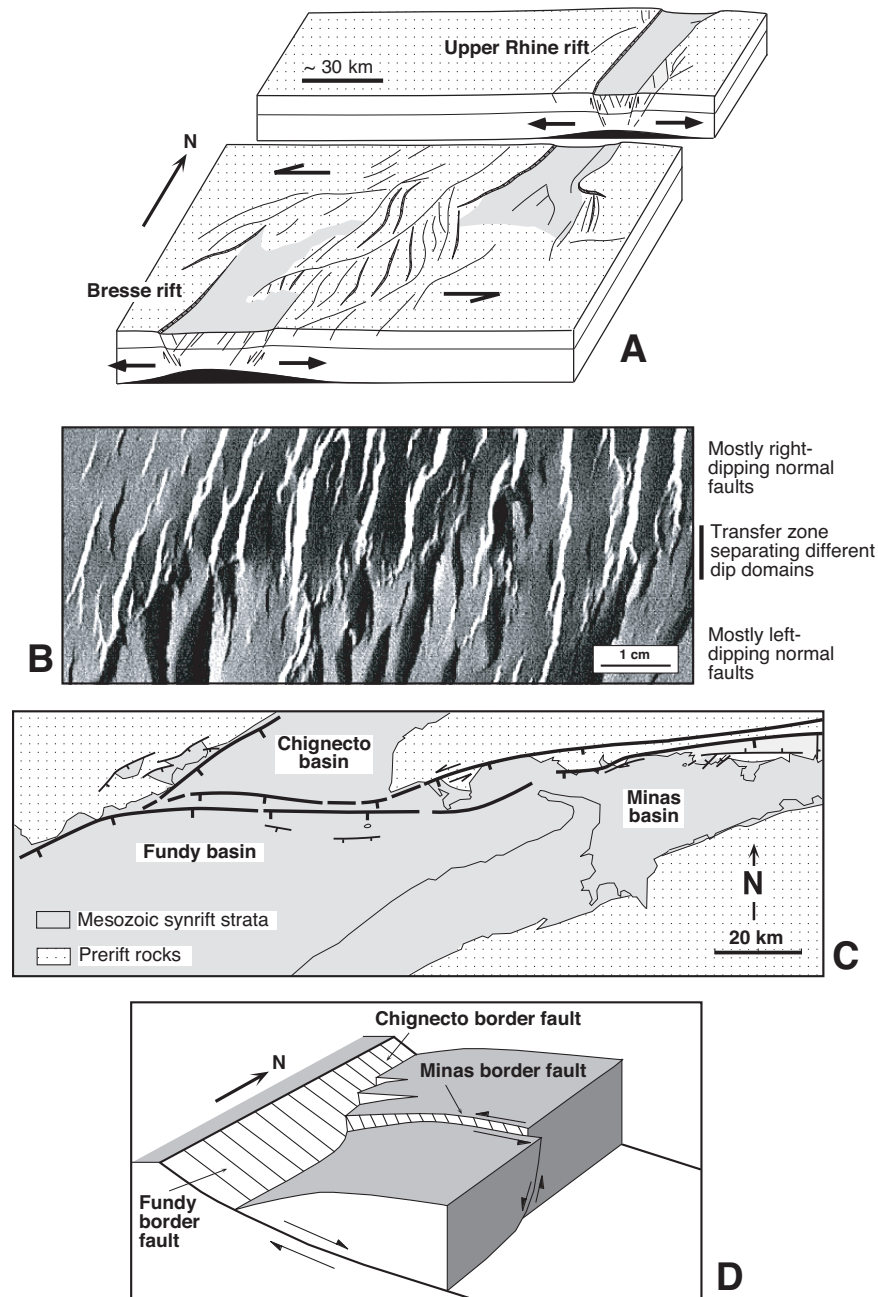 Upper Rhine rift
~ 30 km
N
Bresse rift
A
Mostly right-
dipping normal
faults
Transfer zone
separating different
dip domains
Mostly left-
dipping normal
faults
B
1 cm
Chignecto
basin
Minas
basin
Fundy basin
N
Mesozoic synrift strata
Prerift rocks
20 km
C
Chignecto border fault
N
Minas border fault
Fundy
border
fault
D